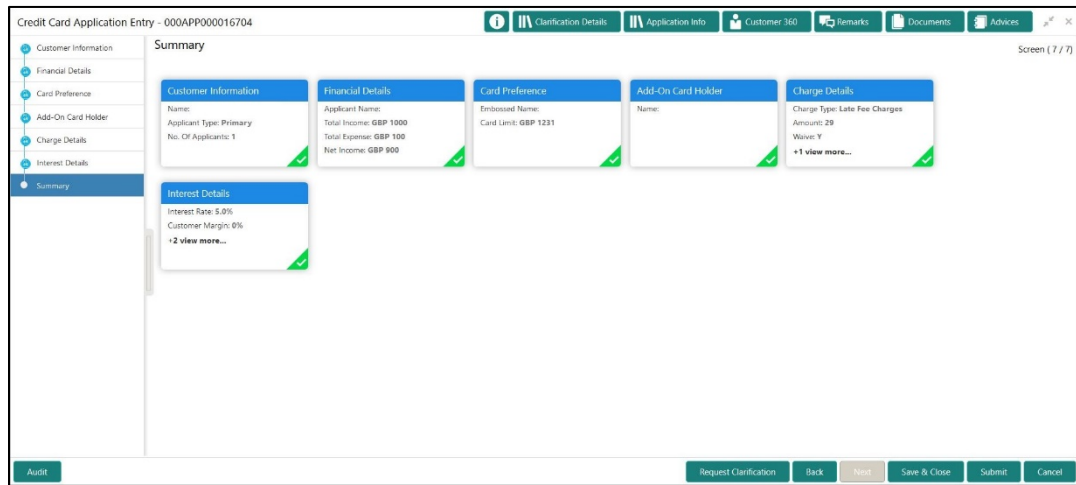 Credit Card Application Entry - 000APP000016704
Clarification Details
Application Info
Customer 360
Remarks
Documents
Advices
Customer Information
Financial Details
Card Preference
Add-On Card Holder
Charge Details
Interest Details
Summary
Summary
Screen ( 7 / 7)
Customer Information
Name:
Applicant Type: Primary
No. Of Applicants: 1
Financial Details
Applicant Name:
Total Income: GBP 1000
Total Expense: GBP 100
Net Income: GBP 900
Card Preference
Embossed Name:
Card Limit: GBP 1231
Add-On Card Holder
Name:
Charge Details
Charge Type: Late Fee Charges
Amount: 29
Waive: Y
+1 view more...
Interest Details
Interest Rate: 5.0%
Customer Margin: 0%
+2 view more...
Audit
Request Clarification
Back
Next
Save & Close
Submit
Cancel